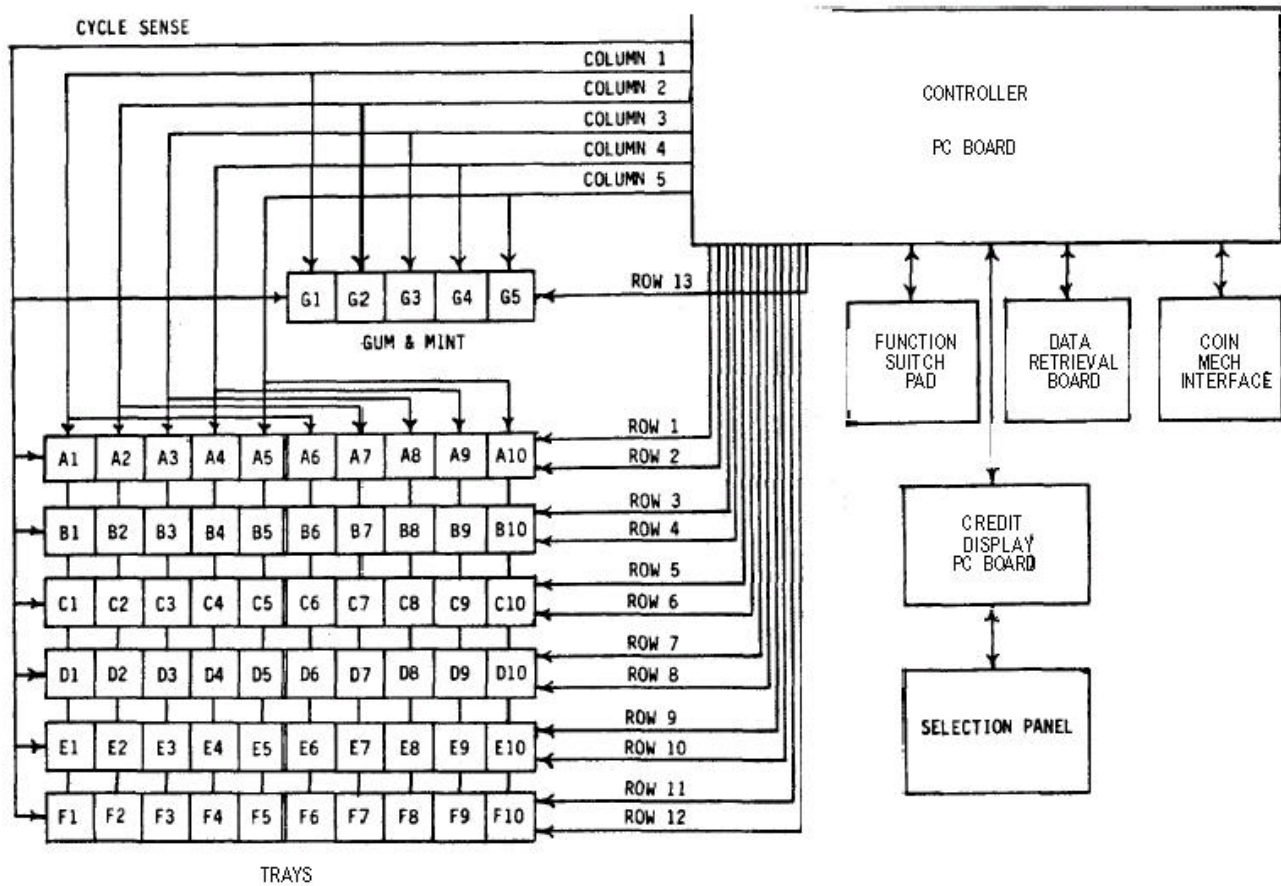 CYCLE SENSE
COLUMN 1
COLUMN 2
COLUMN 3
COLUMN 4
COLUMN 5
CONTROLLER
PC BOARD
G1 G2 G3 G4 G5
ROW 13
GUM & MINT
FUNCTION
SUITCH
PAD
DATA
RETRIEVAL
BOARD
COIN
MECH
INTERFACE
ROW 1
A1 A2 A3 A4 A5 A6 A7 A8 A9 A10
ROW 2
ROW 3
B1 B2 B3 B4 B5 B6 B7 B8 B9 B10
ROW 4
CREDIT
DISPLAY
PC BOARD
ROW 5
C1 C2 C3 C4 C5 C6 C7 C8 C9 C10
ROW 6
ROW 7
D1 D2 D3 D4 D5 D6 D7 D8 D9 D10
ROW 8
ROW 9
E1 E2 E3 E4 E5 E6 E7 E8 E9 E10
ROW 10
SELECTION PANEL
ROW 11
F1 F2 F3 F4 F5 F6 F7 F8 F9 F10
ROW 12
TRAYS